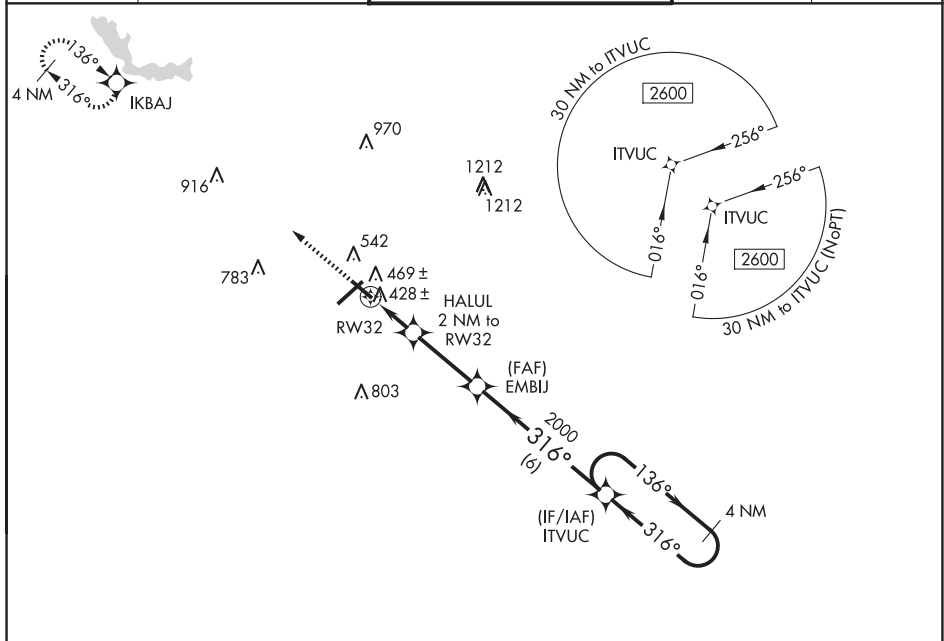 136°
316°
4 NM
IKBAJ
970
916
1212
1212
30 NM to ITVUC
2600
ITVUC
256°
016°
256°
ITVUC
016°
2600
30 NM to ITVUC (NoPT)
542
783
469 ±
428 ±
RW32
HALUL
2 NM to
RW32
(FAF)
EMBIJ
803
2000
316°
(6)
136°
4 NM
316°
(IF/IAF)
ITVUC